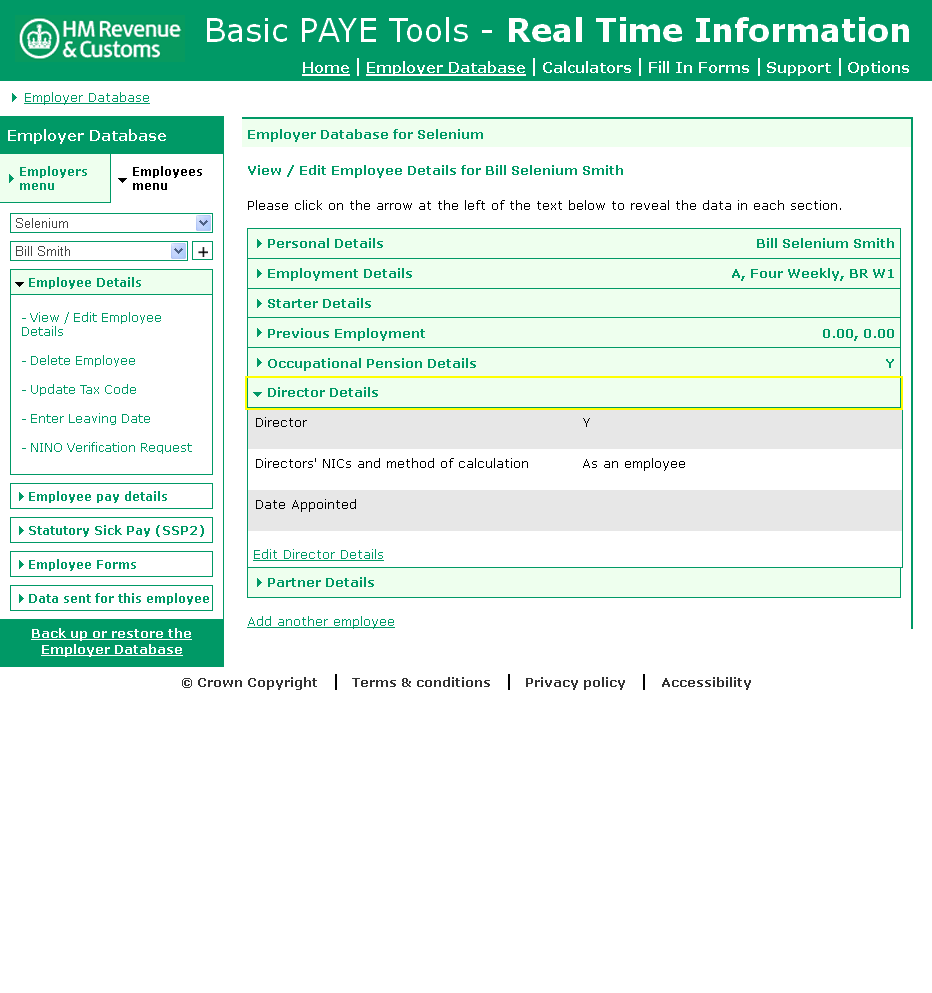 HM Revenue
& Customs
Basic PAYE Tools - Real Time Information
Home | Employer Database | Calculators | Fill In Forms | Support | Options
Employer Database
Employer Database
Employers
menu
Employees
menu
Selenium
Bill Smith
+
Employee Details
- View / Edit Employee
Details
- Delete Employee
- Update Tax Code
- Enter Leaving Date
- NINO Verification Request
Employee pay details
Statutory Sick Pay (SSP2)
Employee Forms
Data sent for this employee
Back up or restore the
Employer Database
Employer Database for Selenium
View / Edit Employee Details for Bill Selenium Smith
Please click on the arrow at the left of the text below to reveal the data in each section.
Personal Details Bill Selenium Smith
Employment Details A, Four Weekly, BR W1
Starter Details
Previous Employment 0.00, 0.00
Occupational Pension Details Y
Director Details
Director Y
Directors' NICs and method of calculation As an employee
Date Appointed
Edit Director Details
Partner Details
Add another employee
© Crown Copyright | Terms & conditions | Privacy policy | Accessibility